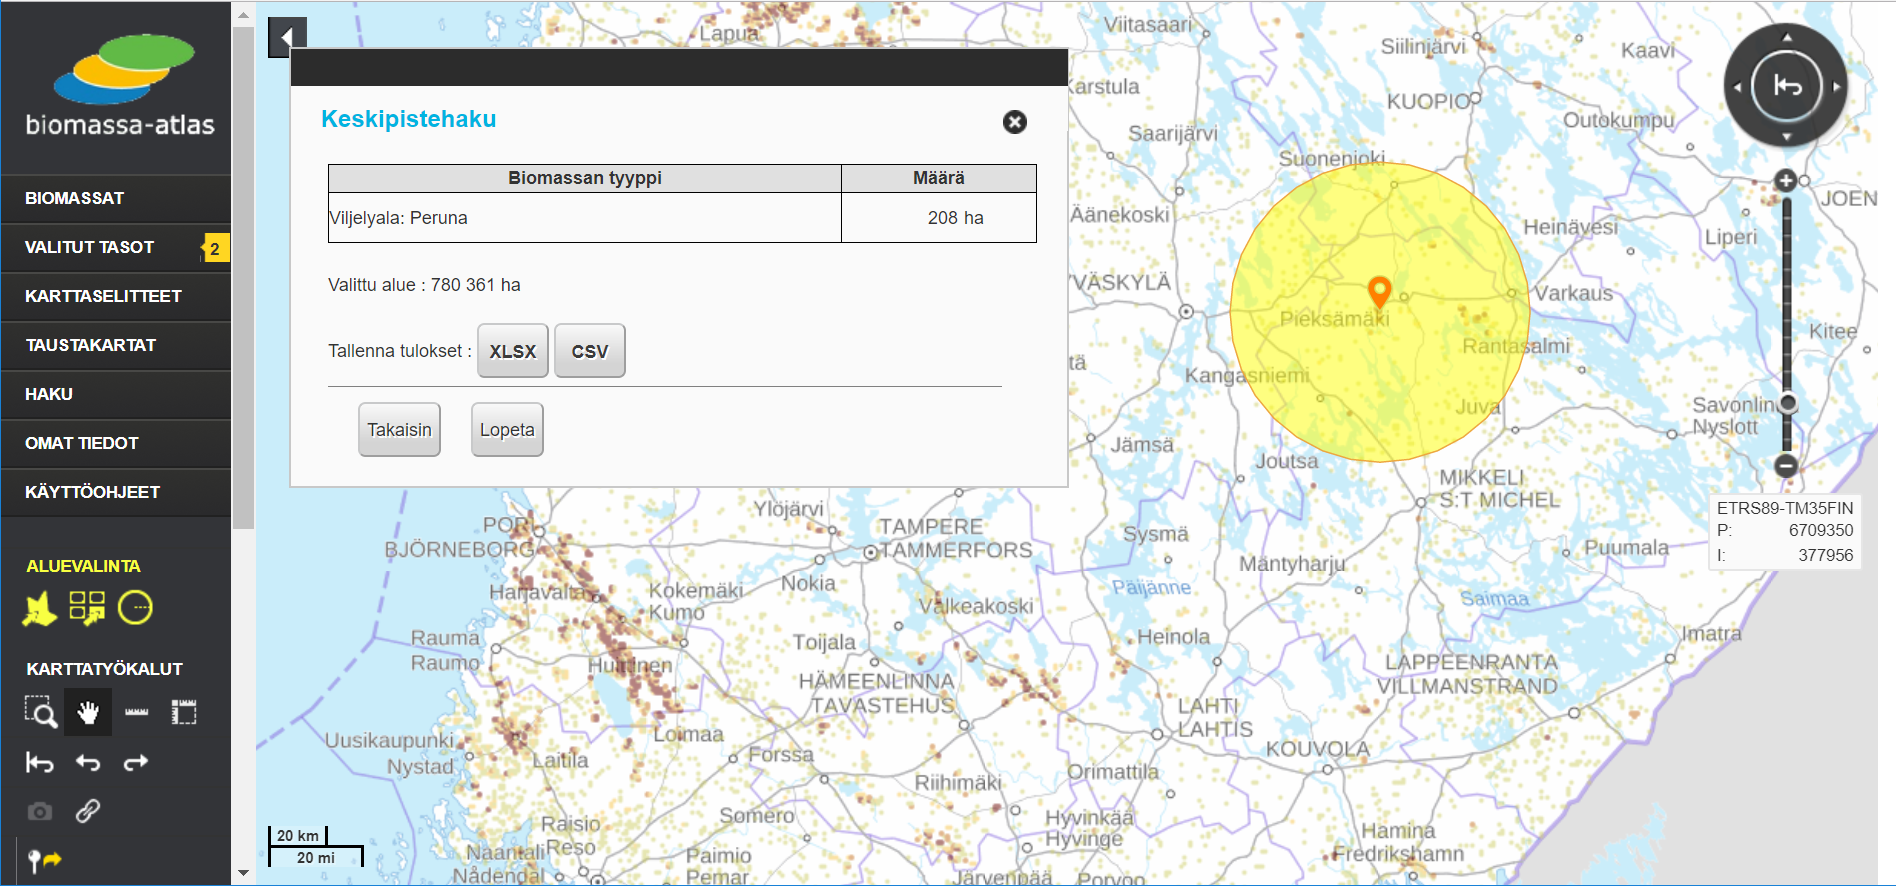 biomassa-atlas
BIOMASSAT
VALITUT TASOT
2
KARTTASELITTEET
TAUSTAKARTAT
HAKU
OMAT TIEDOT
KÄYTTÖOHJEET
ALUEVALINTA
KARTTATYÖKALUT
Keskipistehaku
Biomassan tyyppi Määrä
Viljelyala: Peruna 208 ha
Valittu alue : 780 361 ha
Tallenna tulokset : XLSX CSV
Takaisin Lopeta
Lapua
Viitasaari
Siilinjärvi
Kaavi
Karstula
KUOPIO
Outokumpu
Saarijärvi
Suonenjoki
JOEN
Äänekoski
Heinävesi
Liperi
YVÄSKYLÄ
Varkaus
Pieksämäki
Kitee
Rantasalmi
tä
Kangasniemi
Juva
Savonlin
Nyslott
Jämsä
Joutsa
MIKKELI
S:T MICHEL
ETRS89-TM35FIN
P: 6709350
I: 377956
Ylöjärvi
PORI
BJÖRNEBORG
TAMPERE
TAMMERFORS
Sysmä
Puumala
Mäntyharju
Nokia
Harjavalta
Kokemäki
Kumo
Valkeakoski
Päijänne
Saimaa
Rauma
Raumo
Toijala
Heinola
Imatra
Huittinen
HÄMEENLINNA
TAVASTEHUS
LAPPEENRANTA
VILLMANSTRAND
LAHTI
LAHTIS
Uusikaupunki
Nystad
Loimaa
Laitila
Forssa
KOUVOLA
Riihimäki
Orimattila
20 km
20 mi
Raisio
Reso
Somero
Hyvinkää
Hyvinge
Hamina
Fredrikshamn
Naantali
Nådendal
Paimio
Pemar
Järvenpää
Porvoo